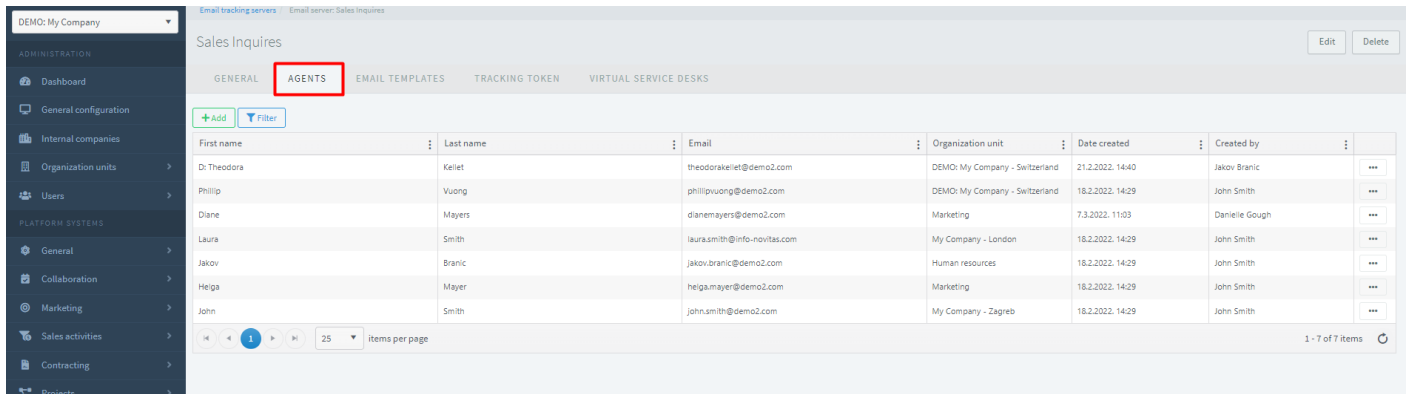 DEMO: My Company
ADMINISTRATION
Dashboard
General configuration
Internal companies
Organization units
Users
PLATFORM SYSTEMS
General
Collaboration
Marketing
Sales activities
Contracting
Projects
Email tracking servers Email server: Sales Inquires
Sales Inquires
Edit Delete
GENERAL AGENTS EMAIL TEMPLATES TRACKING TOKEN VIRTUAL SERVICE DESKS
+ Add Filter
First name Last name Email Organization unit Date created Created by
D: Theodora Kellet theodorakellet@demo2.com DEMO: My Company - Switzerland 21.2.2022. 14:40 Jakov Branic
Phillip Vuong phillipvuong@demo2.com DEMO: My Company - Switzerland 18.2.2022. 14:29 John Smith
Diane Mayers dianemayers@demo2.com Marketing 7.3.2022. 11:03 Danielle Gough
Laura Smith laura.smith@info-novitas.com My Company - London 18.2.2022. 14:29 John Smith
Jakov Branic jakov.branic@demo2.com Human resources 18.2.2022. 14:29 John Smith
Helga Mayer helga.mayer@demo2.com Marketing 18.2.2022. 14:29 John Smith
John Smith john.smith@demo2.com My Company - Zagreb 18.2.2022. 14:29 John Smith
1 25 items per page 1 - 7 of 7 items